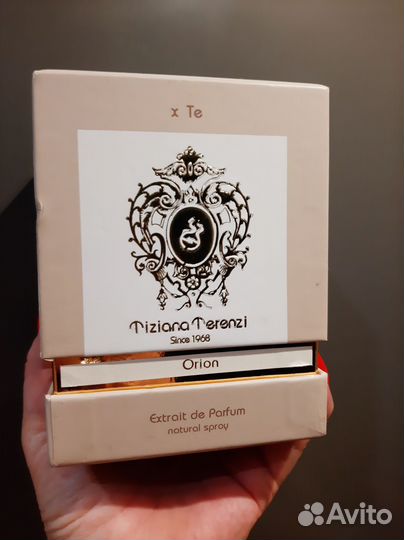 x Te
Tiziana Terenzi
Since 1968
Orion
Extrait de Parfum
natural spray
Avito